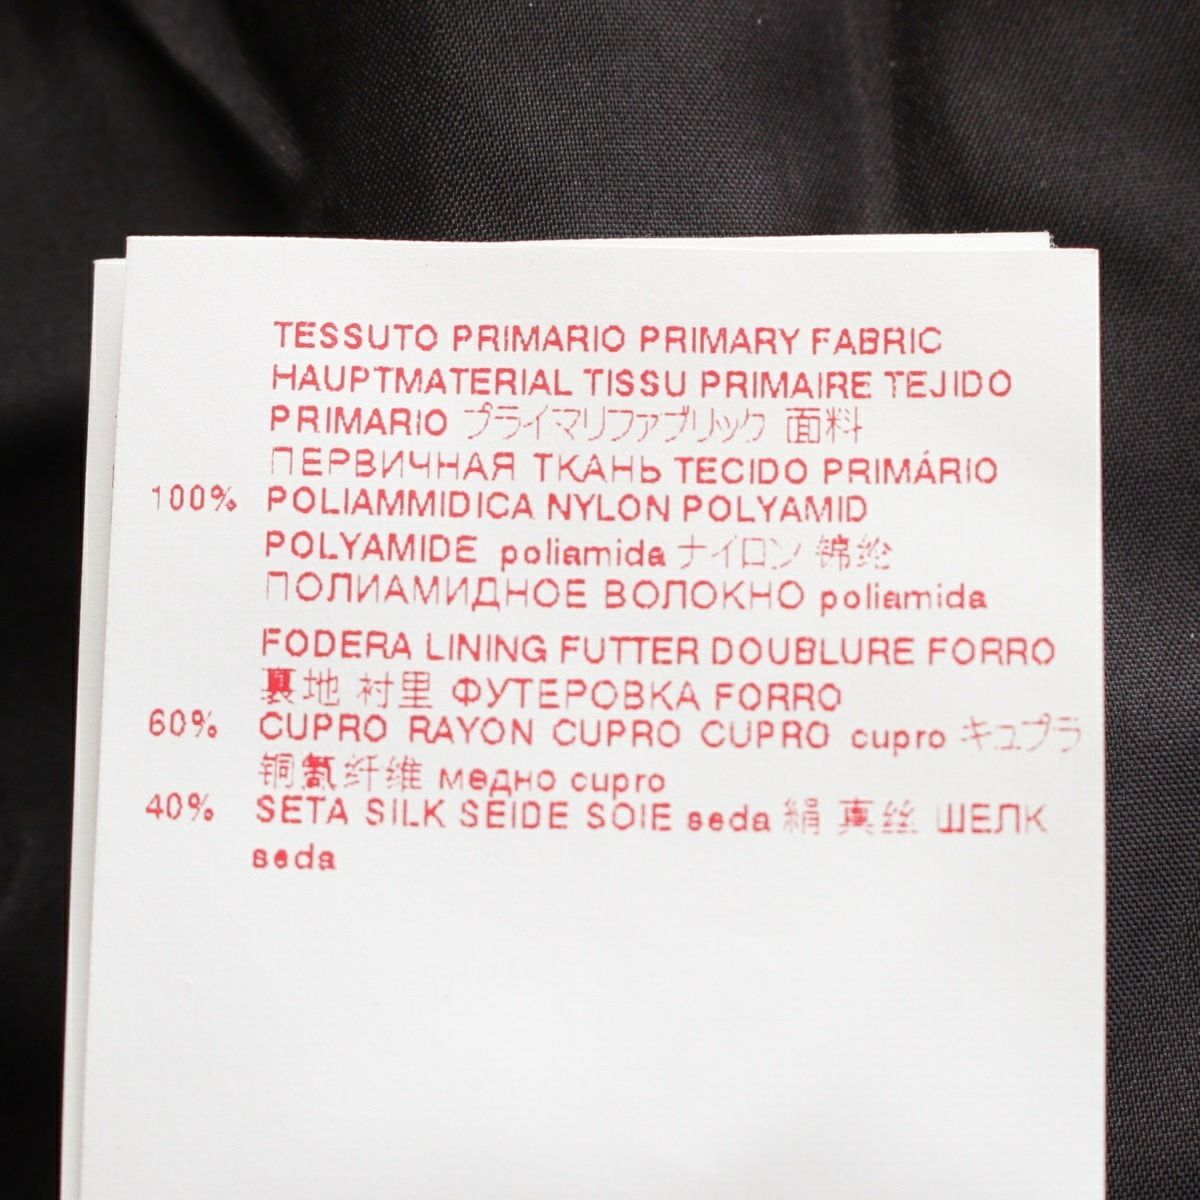 TESSUTO PRIMARIO PRIMARY FABRIC
HAUPTMATERIAL TISSU PRIMAIRE TEJIDO
PRIMARIO プライマリファブリック 面料
ПЕРВИЧНАЯ ТКАНЬ TECIDO PRIMÁRIO
100% POLIAMMIDICA NYLON POLYAMID
POLYAMIDE poliamida ナイロン 锦纶
ПОЛИАМИДНОЕ ВОЛОКНО poliamida
FODERA LINING FUTTER DOUBLURE FORRO
裏地 衬里 ФУТЕРОВКА FORRO
60% CUPRO RAYON CUPRO CUPRO cupro キュプラ
铜氨纤维 медно cupro
40% SETA SILK SEIDE SOIE seda 絹 真丝 ШЕЛК
seda